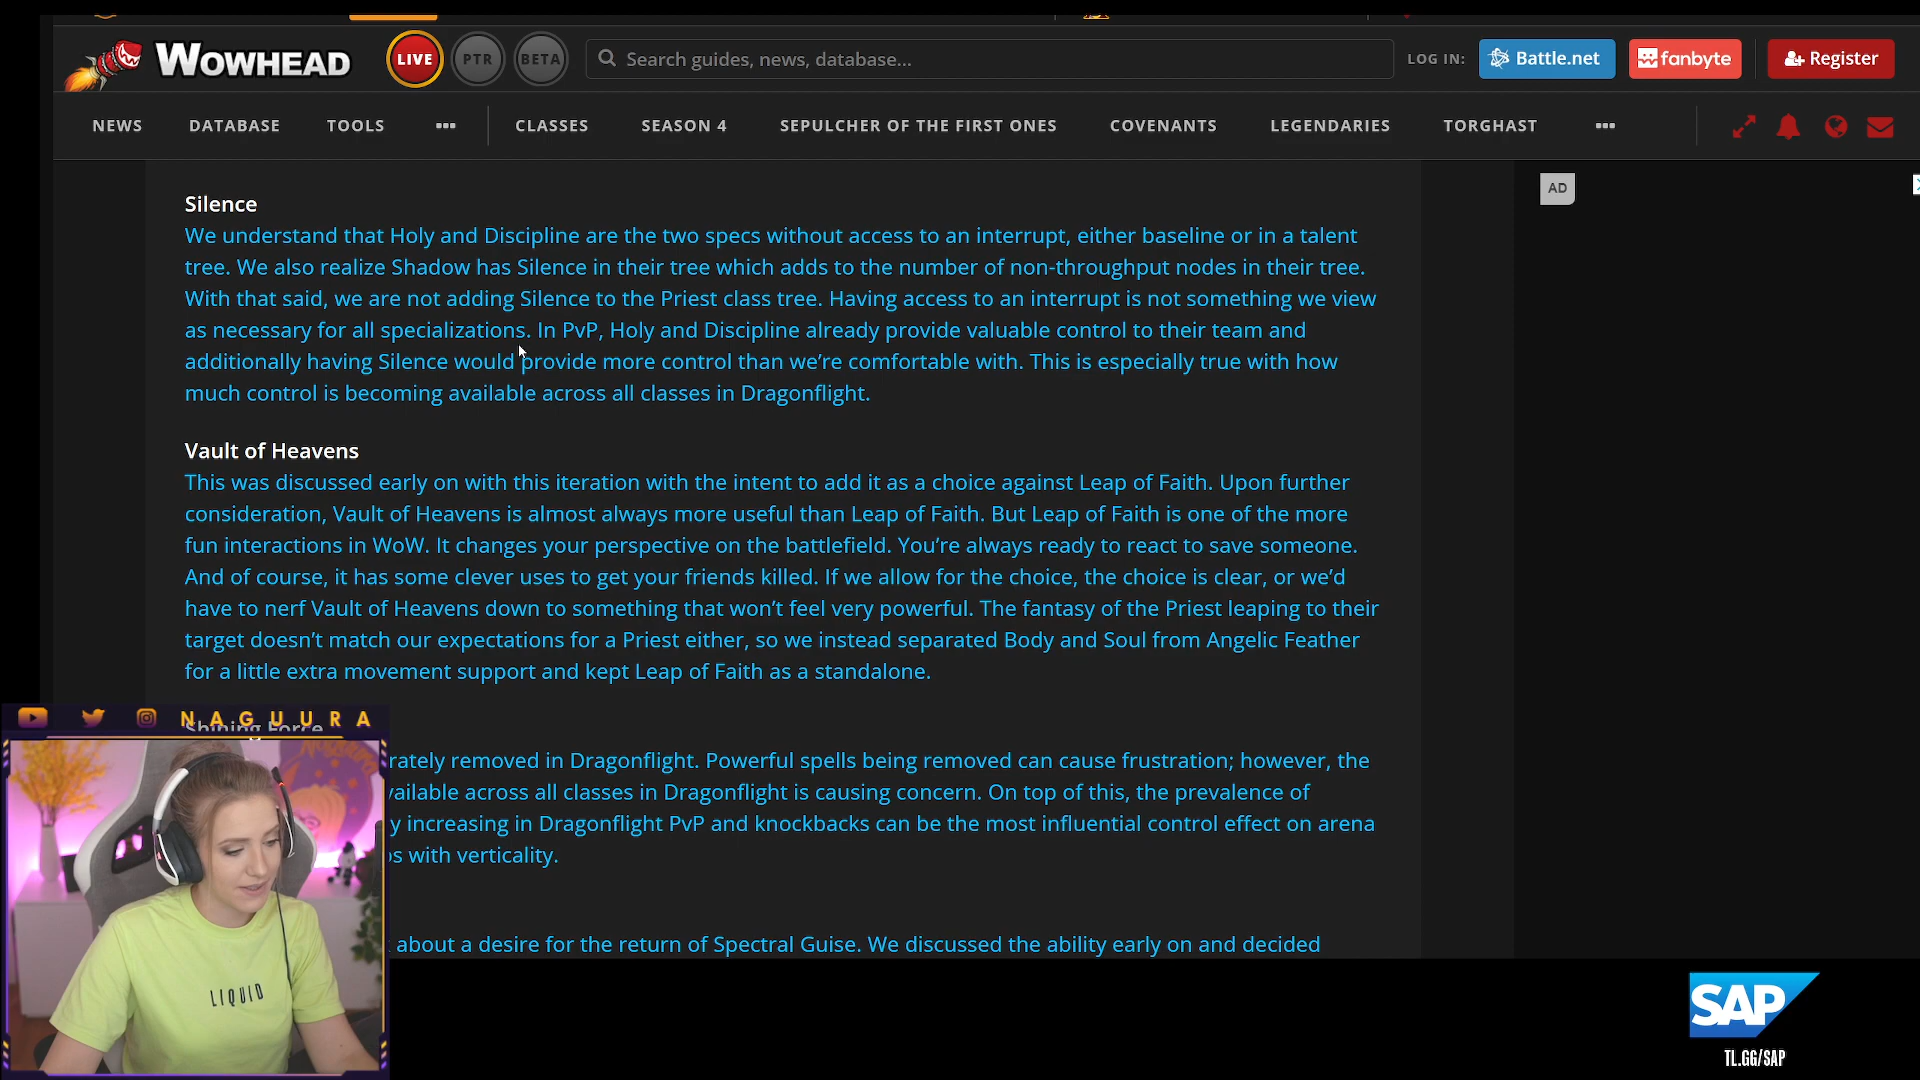 WOWHEAD
LIVE
PTR
BETA
Search guides, news, database...
LOG IN:
Battle.net
fanbyte
Register
NEWS
DATABASE
TOOLS
CLASSES
SEASON 4
SEPULCHER OF THE FIRST ONES
COVENANTS
LEGENDARIES
TORGHAST
AD
Silence
We understand that Holy and Discipline are the two specs without access to an interrupt, either baseline or in a talent
tree. We also realize Shadow has Silence in their tree which adds to the number of non-throughput nodes in their tree.
With that said, we are not adding Silence to the Priest class tree. Having access to an interrupt is not something we view
as necessary for all specializations. In PvP, Holy and Discipline already provide valuable control to their team and
additionally having Silence would provide more control than we're comfortable with. This is especially true with how
much control is becoming available across all classes in Dragonflight.
Vault of Heavens
This was discussed early on with this iteration with the intent to add it as a choice against Leap of Faith. Upon further
consideration, Vault of Heavens is almost always more useful than Leap of Faith. But Leap of Faith is one of the more
fun interactions in WoW. It changes your perspective on the battlefield. You're always ready to react to save someone.
And of course, it has some clever uses to get your friends killed. If we allow for the choice, the choice is clear, or we'd
have to nerf Vault of Heavens down to something that won't feel very powerful. The fantasy of the Priest leaping to their
target doesn't match our expectations for a Priest either, so we instead separated Body and Soul from Angelic Feather
for a little extra movement support and kept Leap of Faith as a standalone.
NAGUURA
Shining Force
removed in Dragonflight. Powerful spells being removed can cause frustration; however, the
across all classes in Dragonflight is causing concern. On top of this, the prevalence of
increasing in Dragonflight PvP and knockbacks can be the most influential control effect on arena
with verticality.
about a desire for the return of Spectral Guise. We discussed the ability early on and decided
LIQUID
SAP
TL.GG/SAP